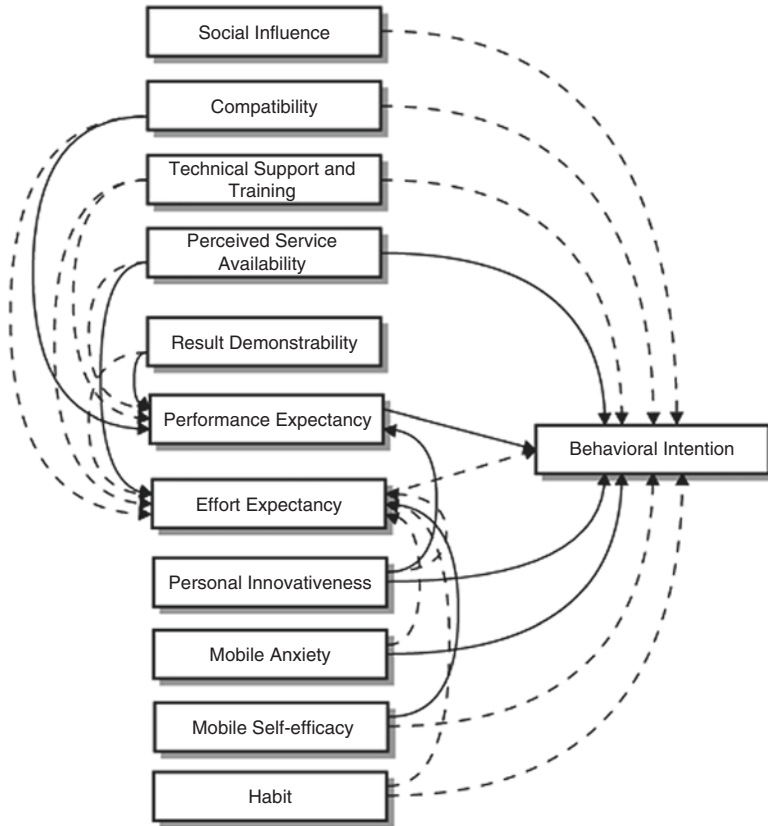 Social Influence
Compatibility
Technical Support and
Training
Perceived Service
Availability
Result Demonstrability
Performance Expectancy
Behavioral Intention
Effort Expectancy
Personal Innovativeness
Mobile Anxiety
Mobile Self-efficacy
Habit